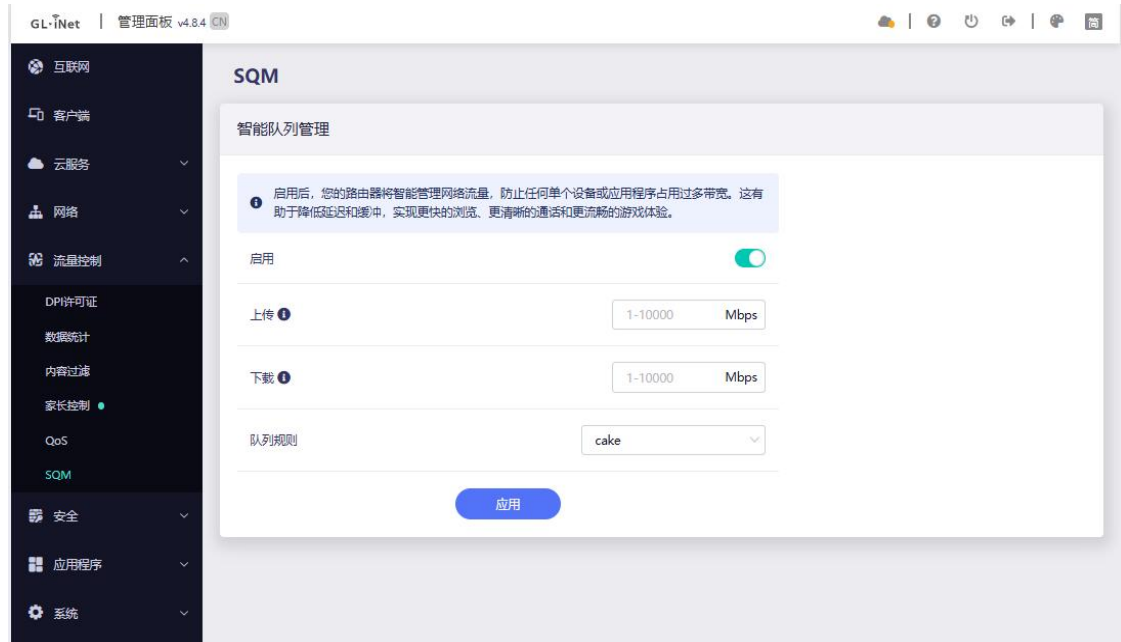 GL·iNet | 管理面板 v4.8.4 CN
简
互联网
客户端
云服务
网络
流量控制
DPI许可证
数据统计
内容过滤
家长控制
QoS
SQM
安全
应用程序
系统
SQM
智能队列管理
启用后，您的路由器将智能管理网络流量，防止任何单个设备或应用程序占用过多带宽。这有
助于降低延迟和缓冲，实现更快的浏览、更清晰的通话和更流畅的游戏体验。
启用
上传 1-10000 Mbps
下载 1-10000 Mbps
队列规则 cake
应用